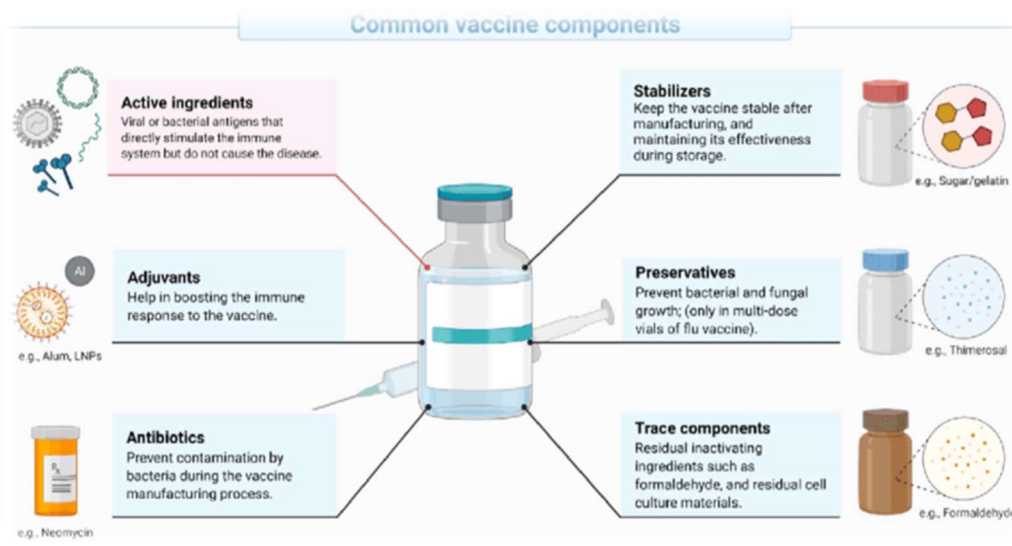 Common vaccine components
Active ingredients
Viral or bacterial antigens that
directly stimulate the immune
system but do not cause the disease.
Al
Adjuvants
Help in boosting the immune
response to the vaccine.
e.g., Alum, LNPs
Rx
Antibiotics
Prevent contamination by
bacteria during the vaccine
manufacturing process.
e.g., Neomycin
Stabilizers
Keep the vaccine stable after
manufacturing, and
maintaining its effectiveness
during storage.
e.g., Sugar/gelatin
Preservatives
Prevent bacterial and fungal
growth; (only in multi-dose
vials of flu vaccine).
e.g., Thimerosal
Trace components
Residual inactivating
ingredients such as
formaldehyde, and residual cell
culture materials.
e.g., Formaldehyde